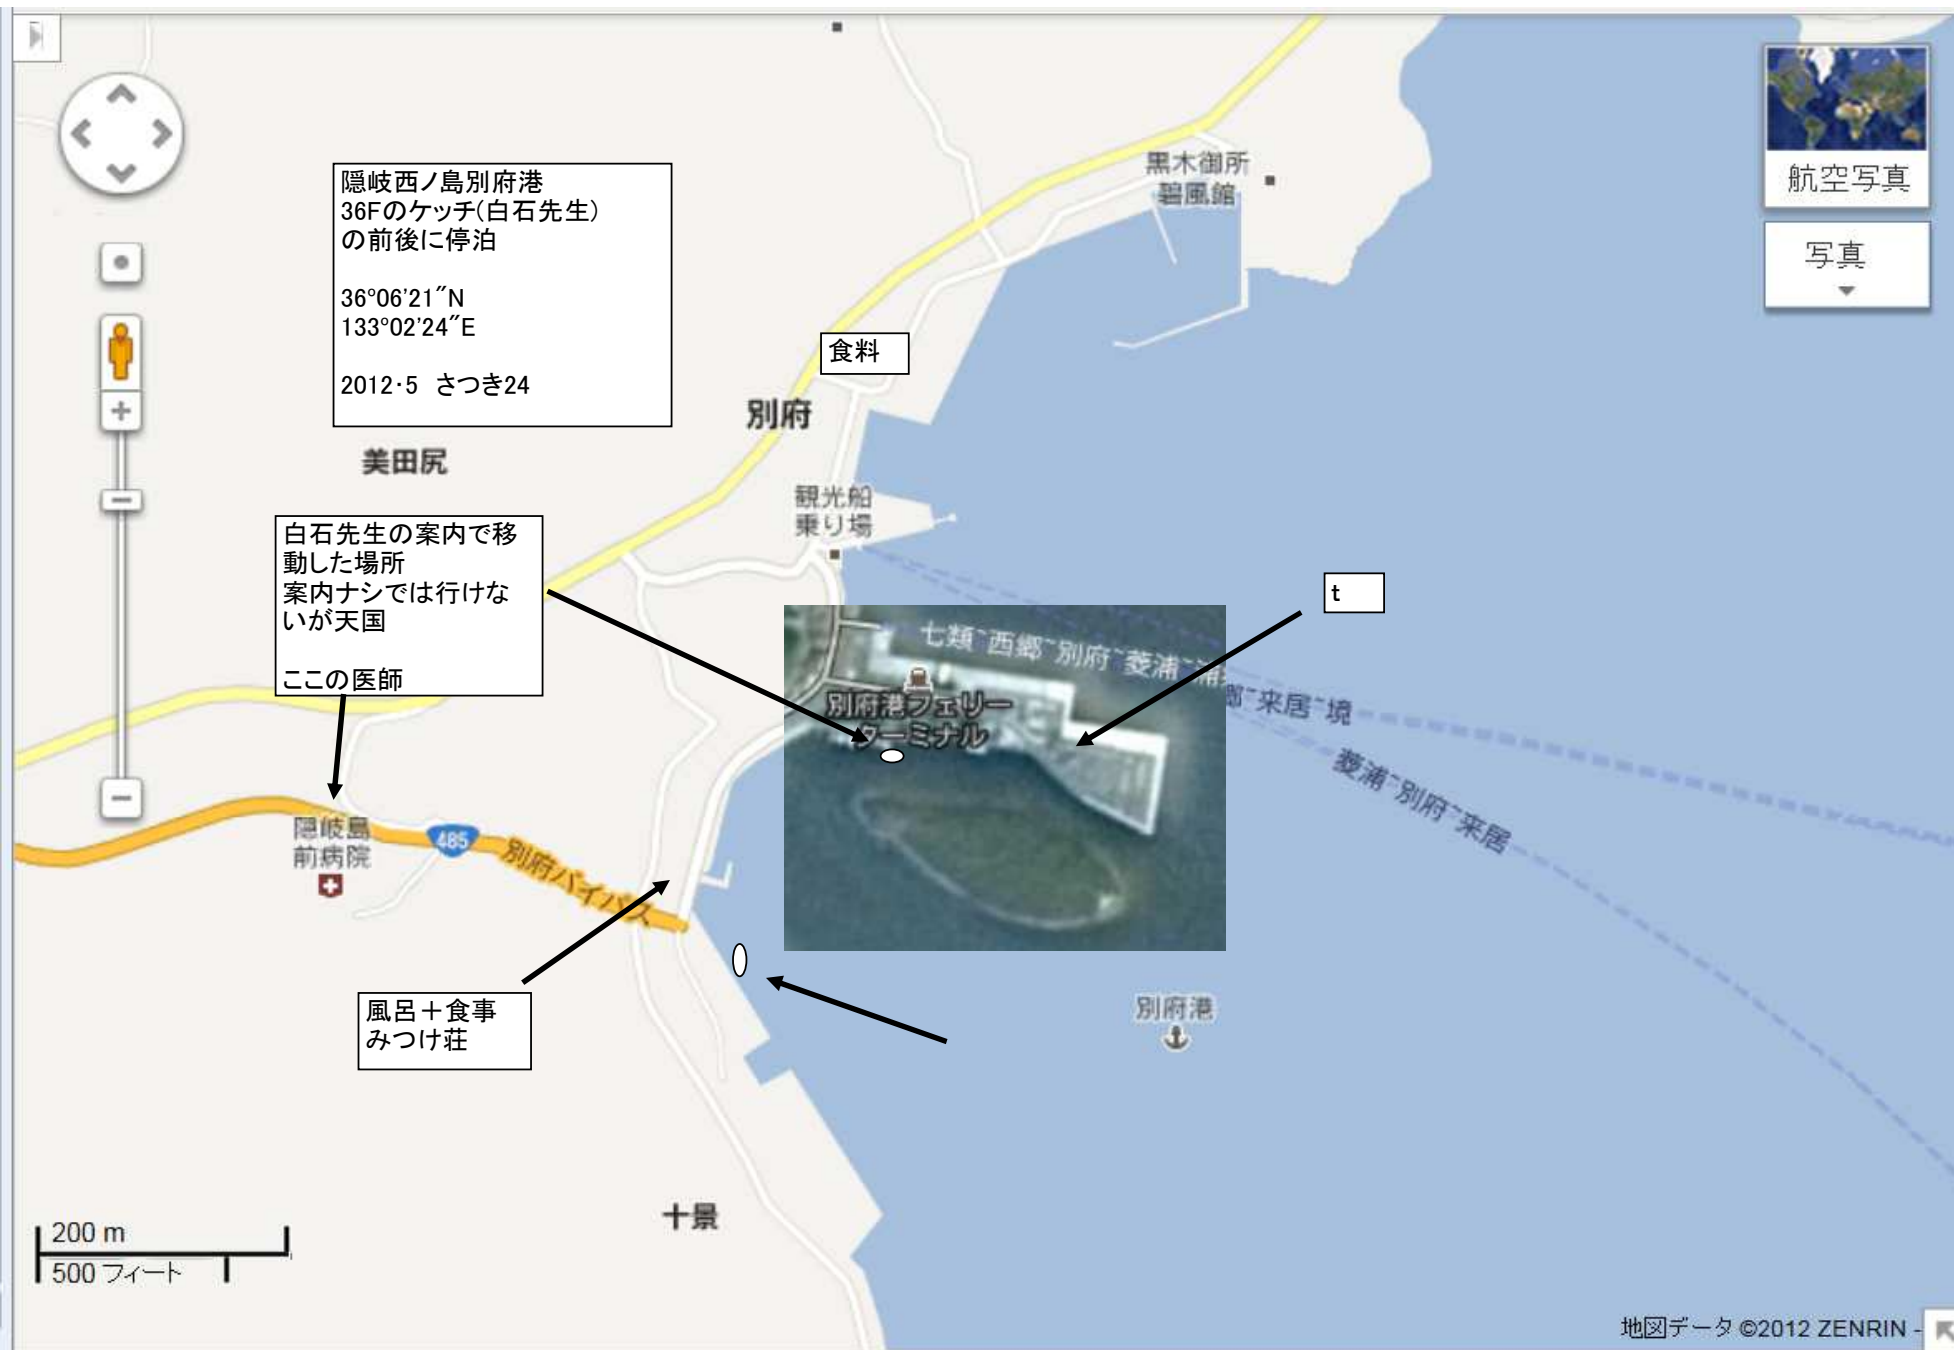 航空写真
写真
黒木御所
碧風館
隠岐西ノ島別府港
36Fのケッチ(白石先生)
の前後に停泊
36°06’21”N
133°02’24”E
2012・5 さつき24
食料
別府
美田尻
観光船
乗り場
白石先生の案内で移
動した場所
案内ナシでは行けな
いが天国
ここの医師
t
七類~西郷~別府~菱浦~浦
別府港フェリー
ターミナル
郷~来居~境
菱浦~別府~来居
隠岐島
前病院
485
別府バイパス
風呂＋食事
みつけ荘
別府港
十景
200 m
500 フィート
地図データ ©2012 ZENRIN -